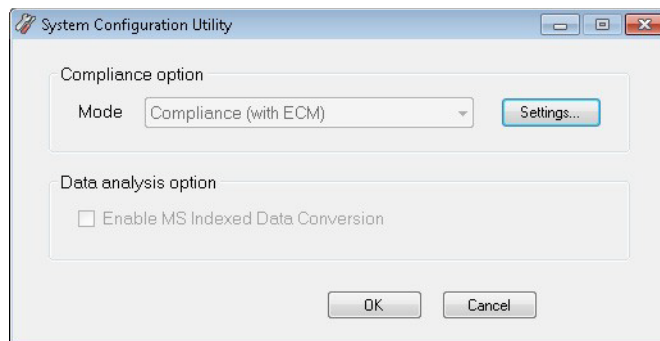 System Configuration Utility
Compliance option
Mode Compliance (with ECM) Settings...
Data analysis option
Enable MS Indexed Data Conversion
OK Cancel